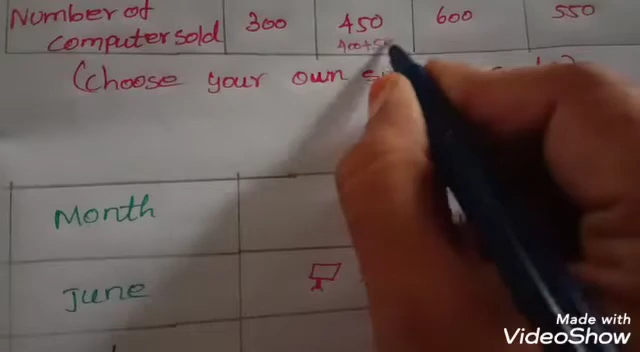 Number of
computer sold 300 450 600 550
400+50
(choose your own
Month
June
Made with
VideoShow